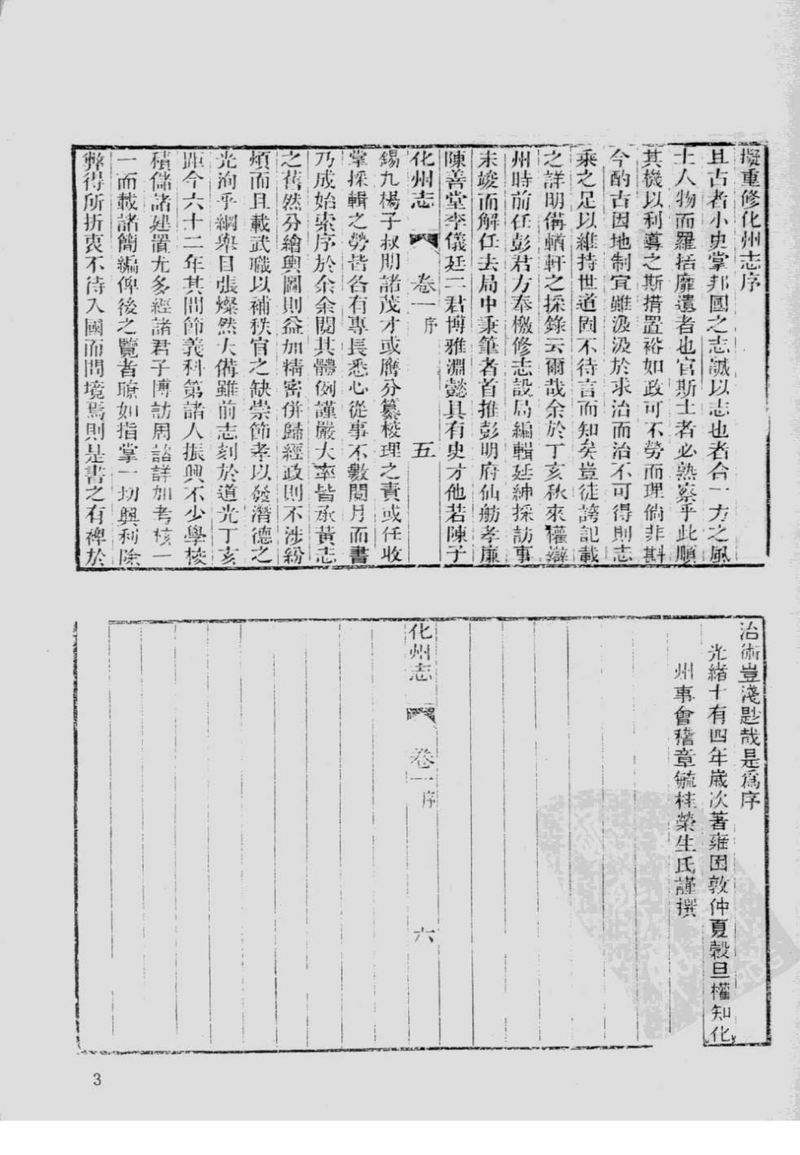 擬重修化州志序
且古者小史掌邦國之志誠以志也者合一方之風
土人物而羅括靡遺者也官斯土者必熟察乎此順
其機以利導之斯措置裕如政可不勞而理倘非斟
今酌古因地制宜雖汲汲於求治而治不可得則志
乘之足以維持世道固不待言而知矣豈徒誇記載
之詳明備輶軒之採錄云爾哉余於丁亥秋來權辯
州時前任彭君方奉檄修志設局編輯延紳採訪事
未竣而解任去局中秉筆者首推彭明府仙舫孝廉
陳善堂李儀廷二君博雅淵懿具有史才他若陳子
化州志 卷一 序 五
錫九楊子叔明諸茂才或膺分纂校理之責或任收
掌採輯之勞皆各有專長悉心從事不數閱月而書
乃成始索序於余余閱其體例謹嚴大率皆承黃志
之舊然分繪輿圖則益加精密併歸經政則不涉紛
煩而且載武職以補秩官之缺崇節孝以發潛德之
光洵乎綱舉目張燦然大備雖前志刻於道光丁亥
距今六十二年其間節義科第諸人振興不少學校
積儲諸建置尤多經諸君子博訪周諮詳加考核一
一而載諸簡編俾後之覽者瞭如指掌一切興利除
弊得所折衷不待入國而問境焉則是書之有裨於
治術豈淺尠哉是爲序
光緒十有四年歲次著雍困敦仲夏穀旦權知化
州事會稽章毓桂榮生氏謹撰
化州志 卷一 序 六
3